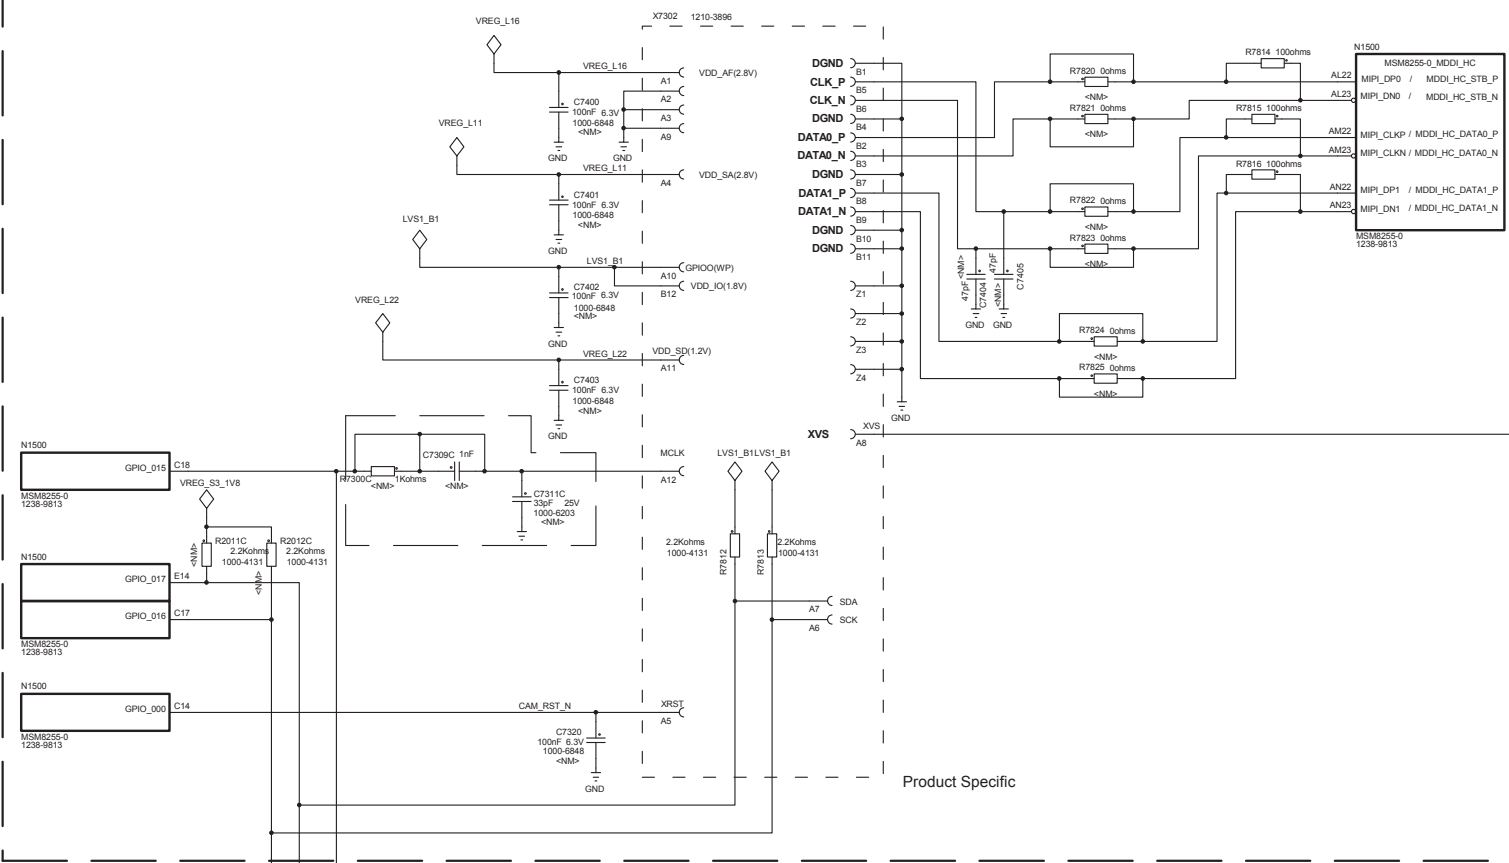 X7302 1210-3896
VREG_L16
VREG_L16
A1
VDD_AF(2.8V)
A2
A3
A9
C7400
100nF 6.3V
1000-6848
<NM>
GND
GND
VREG_L11
VREG_L11
A4
VDD_SA(2.8V)
C7401
100nF 6.3V
1000-6848
<NM>
GND
LVS1_B1
LVS1_B1
A10
GPIOO(WP)
B12
VDD_IO(1.8V)
C7402
100nF 6.3V
1000-6848
<NM>
GND
VREG_L22
VREG_L22
VDD_SD(1.2V)
A11
C7403
100nF 6.3V
1000-6848
<NM>
GND
DGND
B1
CLK_P
B5
CLK_N
B6
DGND
B4
DATA0_P
B2
DATA0_N
B3
DGND
B7
DATA1_P
B8
DATA1_N
B9
DGND
B10
DGND
B11
Z1
Z2
Z3
Z4
GND
XVS
XVS
A8
R7820 0ohms
<NM>
R7821 0ohms
<NM>
R7822 0ohms
<NM>
R7823 0ohms
<NM>
R7824 0ohms
<NM>
R7825 0ohms
<NM>
47pF <NM>
C7404
GND
<NM> 47pF
C7405
GND
R7814 100ohms
R7815 100ohms
R7816 100ohms
N1500
MSM8255-0_MDDI_HC
AL22 MIPI_DP0 / MDDI_HC_STB_P
AL23 MIPI_DN0 / MDDI_HC_STB_N
AM22 MIPI_CLKP / MDDI_HC_DATA0_P
AM23 MIPI_CLKN / MDDI_HC_DATA0_N
AN22 MIPI_DP1 / MDDI_HC_DATA1_P
AN23 MIPI_DN1 / MDDI_HC_DATA1_N
MSM8255-0
1238-9813
N1500
GPIO_015 C18
MSM8255-0
1238-9813
R7300C 1Kohms
<NM>
C7309C 1nF
<NM>
C7311C
33pF 25V
1000-6203
<NM>
MCLK
A12
VREG_S3_1V8
R2011C
2.2Kohms
1000-4131
<NM>
R2012C
2.2Kohms
1000-4131
<NM>
N1500
GPIO_017 E14
GPIO_016 C17
MSM8255-0
1238-9813
LVS1_B1 LVS1_B1
2.2Kohms
1000-4131
R7812
2.2Kohms
1000-4131
R7813
A7 SDA
A6 SCK
N1500
GPIO_000 C14
MSM8255-0
1238-9813
CAM_RST_N
XRST
A5
C7320
100nF 6.3V
1000-6848
<NM>
GND
Product Specific